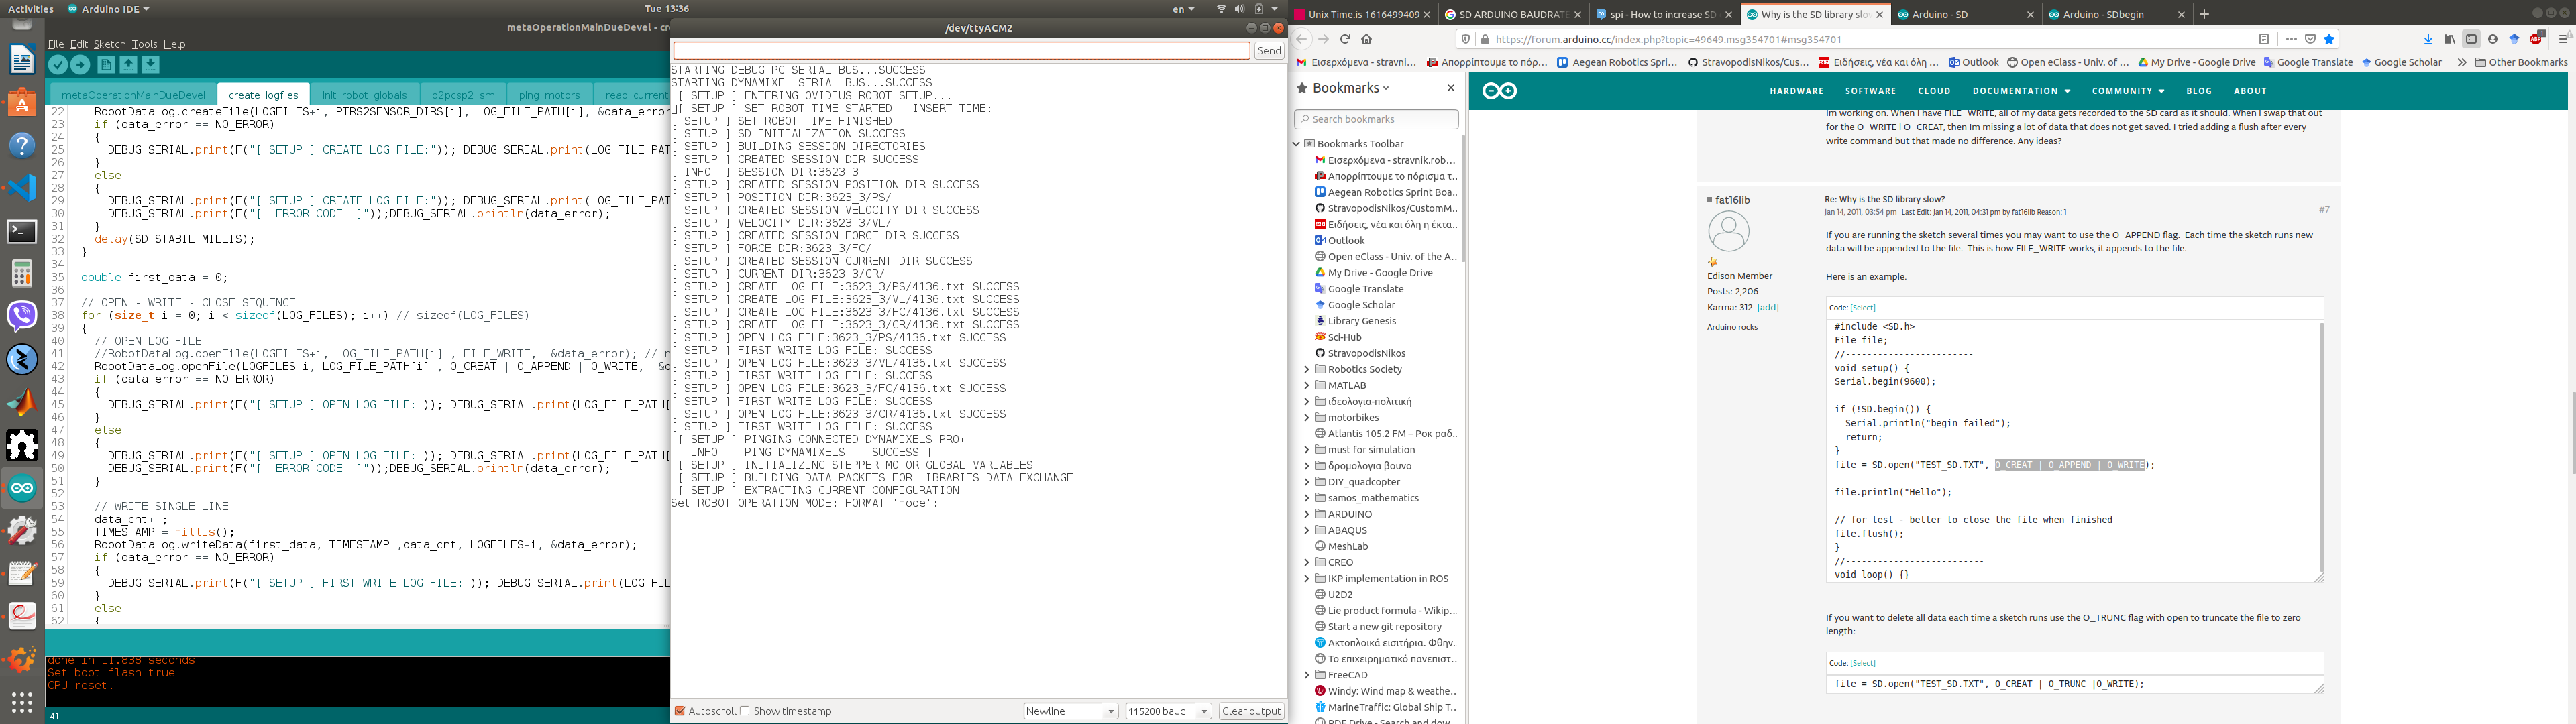 Activities
Arduino IDE
Tue 13:36
en
metaOperationMainDueDevel - cre
File Edit Sketch Tools Help
metaOperationMainDueDevel
create_logfiles
init_robot_globals
p2pcsp2_sm
ping_motors
read_current
22 RobotDataLog.createFile(LOGFILES+i, PTRS2SENSOR_DIRS[i], LOG_FILE_PATH[i], &data_error
23 if (data_error == NO_ERROR)
24 {
25 DEBUG_SERIAL.print(F("[ SETUP ] CREATE LOG FILE:")); DEBUG_SERIAL.print(LOG_FILE_PAT
26 }
27 else
28 {
29 DEBUG_SERIAL.print(F("[ SETUP ] CREATE LOG FILE:")); DEBUG_SERIAL.print(LOG_FILE_PAT
30 DEBUG_SERIAL.print(F("[  ERROR CODE  ]"));DEBUG_SERIAL.println(data_error);
31 }
32 delay(SD_STABIL_MILLIS);
33 }
34
35 double first_data = 0;
36
37 // OPEN - WRITE - CLOSE SEQUENCE
38 for (size_t i = 0; i < sizeof(LOG_FILES); i++) // sizeof(LOG_FILES)
39 {
40 // OPEN LOG FILE
41 //RobotDataLog.openFile(LOGFILES+i, LOG_FILE_PATH[i] , FILE_WRITE,  &data_error); //
42 RobotDataLog.openFile(LOGFILES+i, LOG_FILE_PATH[i] , O_CREAT | O_APPEND | O_WRITE,
43 if (data_error == NO_ERROR)
44 {
45 DEBUG_SERIAL.print(F("[ SETUP ] OPEN LOG FILE:")); DEBUG_SERIAL.print(LOG_FILE_PATH[
46 }
47 else
48 {
49 DEBUG_SERIAL.print(F("[ SETUP ] OPEN LOG FILE:")); DEBUG_SERIAL.print(LOG_FILE_PATH[
50 DEBUG_SERIAL.print(F("[  ERROR CODE  ]"));DEBUG_SERIAL.println(data_error);
51 }
52
53 // WRITE SINGLE LINE
54 data_cnt++;
55 TIMESTAMP = millis();
56 RobotDataLog.writeData(first_data, TIMESTAMP ,data_cnt, LOGFILES+i, &data_error);
57 if (data_error == NO_ERROR)
58 {
59 DEBUG_SERIAL.print(F("[ SETUP ] FIRST WRITE LOG FILE:")); DEBUG_SERIAL.print(LOG_FIL
60 }
61 else
62 {
done in 11.838 seconds
Set boot flash true
CPU reset.
41
/dev/ttyACM2
Send
STARTING DEBUG PC SERIAL BUS...SUCCESS
STARTING DYNAMIXEL SERIAL BUS...SUCCESS
[ SETUP ] ENTERING OVIDIUS ROBOT SETUP...
[ SETUP ] SET ROBOT TIME STARTED - INSERT TIME:
[ SETUP ] SET ROBOT TIME FINISHED
[ SETUP ] SD INITIALIZATION SUCCESS
[ SETUP ] BUILDING SESSION DIRECTORIES
[ SETUP ] CREATED SESSION DIR SUCCESS
[ INFO  ] SESSION DIR:3623_3
[ SETUP ] CREATED SESSION POSITION DIR SUCCESS
[ SETUP ] POSITION DIR:3623_3/PS/
[ SETUP ] CREATED SESSION VELOCITY DIR SUCCESS
[ SETUP ] VELOCITY DIR:3623_3/VL/
[ SETUP ] CREATED SESSION FORCE DIR SUCCESS
[ SETUP ] FORCE DIR:3623_3/FC/
[ SETUP ] CREATED SESSION CURRENT DIR SUCCESS
[ SETUP ] CURRENT DIR:3623_3/CR/
[ SETUP ] CREATE LOG FILE:3623_3/PS/4136.txt SUCCESS
[ SETUP ] CREATE LOG FILE:3623_3/VL/4136.txt SUCCESS
[ SETUP ] CREATE LOG FILE:3623_3/FC/4136.txt SUCCESS
[ SETUP ] CREATE LOG FILE:3623_3/CR/4136.txt SUCCESS
[ SETUP ] OPEN LOG FILE:3623_3/PS/4136.txt SUCCESS
[ SETUP ] FIRST WRITE LOG FILE: SUCCESS
[ SETUP ] OPEN LOG FILE:3623_3/VL/4136.txt SUCCESS
[ SETUP ] FIRST WRITE LOG FILE: SUCCESS
[ SETUP ] OPEN LOG FILE:3623_3/FC/4136.txt SUCCESS
[ SETUP ] FIRST WRITE LOG FILE: SUCCESS
[ SETUP ] OPEN LOG FILE:3623_3/CR/4136.txt SUCCESS
[ SETUP ] FIRST WRITE LOG FILE: SUCCESS
[ SETUP ] PINGING CONNECTED DYNAMIXELS PRO+
[  INFO  ] PING DYNAMIXELS [  SUCCESS ]
[ SETUP ] INITIALIZING STEPPER MOTOR GLOBAL VARIABLES
[ SETUP ] BUILDING DATA PACKETS FOR LIBRARIES DATA EXCHANGE
[ SETUP ] EXTRACTING CURRENT CONFIGURATION
Set ROBOT OPERATION MODE: FORMAT 'mode':
Autoscroll
Show timestamp
Newline
115200 baud
Clear output
Unix Time.is 1616499409
SD ARDUINO BAUDRATE
spi - How to increase SD
Why is the SD library slow
Arduino - SD
Arduino - SDbegin
https://forum.arduino.cc/index.php?topic=49649.msg354701#msg354701
Εισερχόμενα - stravni...
Απορρίπτουμε το πόρ...
Aegean Robotics Spri...
StravopodisNikos/Cus...
Ειδήσεις, νέα και όλη ...
Outlook
Open eClass - Univ. of ...
My Drive - Google Drive
Google Translate
Google Scholar
Other Bookmarks
Bookmarks
Search bookmarks
Bookmarks Toolbar
Εισερχόμενα - stravnik.rob...
Απορρίπτουμε το πόρισμα τ...
Aegean Robotics Sprint Boa...
StravopodisNikos/CustomM...
Ειδήσεις, νέα και όλη η έκτα...
Outlook
Open eClass - Univ. of the A...
My Drive - Google Drive
Google Translate
Google Scholar
Library Genesis
Sci-Hub
StravopodisNikos
Robotics Society
MATLAB
ιδεολογια-πολιτική
motorbikes
Atlantis 105.2 FM – Ροκ ραδ...
must for simulation
δρομολογια βουνο
DIY_quadcopter
samos_mathematics
ARDUINO
ABAQUS
MeshLab
CREO
IKP implementation in ROS
U2D2
Lie product formula - Wikip...
Start a new git repository
Ακτοπλοικά εισιτήρια. Φθην...
Το επιχειρηματικό πανεπιστ...
FreeCAD
Windy: Wind map & weathe...
MarineTraffic: Global Ship T...
PDF Drive - Search and dow...
HARDWARE SOFTWARE CLOUD DOCUMENTATION COMMUNITY BLOG ABOUT
Im working on. When I have FILE_WRITE, all of my data gets recorded to the SD card as it should. When I swap that out
for the O_WRITE | O_CREAT, then Im missing a lot of data that does not get saved. I tried adding a flush after every
write command but that made no difference. Any ideas?
fat16lib
Edison Member
Posts: 2,206
Karma: 312 [add]
Arduino rocks
Re: Why is the SD library slow?
Jan 14, 2011, 03:54 pm Last Edit: Jan 14, 2011, 04:31 pm by fat16lib Reason: 1
#7
If you are running the sketch several times you may want to use the O_APPEND flag.  Each time the sketch runs new
data will be appended to the file.  This is how FILE_WRITE works, it appends to the file.
Here is an example.
Code: [Select]
#include <SD.h>
File file;
//------------------------
void setup() {
Serial.begin(9600);
if (!SD.begin()) {
Serial.println("begin failed");
return;
}
file = SD.open("TEST_SD.TXT", O_CREAT | O_APPEND | O_WRITE);
file.println("Hello");
// for test - better to close the file when finished
file.flush();
}
//--------------------------
void loop() {}
If you want to delete all data each time a sketch runs use the O_TRUNC flag with open to truncate the file to zero
length:
Code: [Select]
file = SD.open("TEST_SD.TXT", O_CREAT | O_TRUNC |O_WRITE);